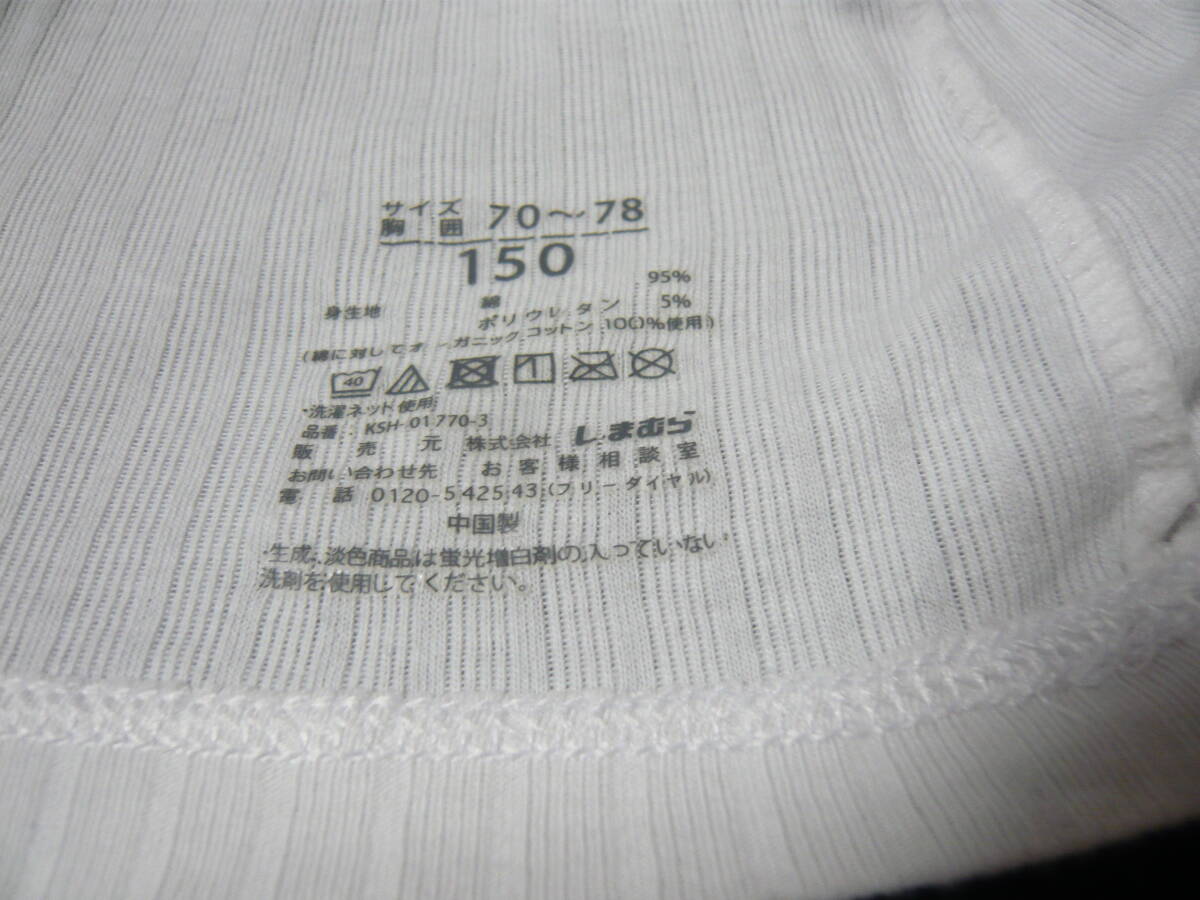 サイズ
胸囲 70〜78
150
身生地 綿 95%
ポリウレタン 5%
(綿に対してオーガニックコットン 100%使用)
40
・洗濯ネット使用
品番:KSH-01770-3
販売元 株式会社 しまむら
お問い合わせ先 お客様相談室
電話 0120-542543(フリーダイヤル)
中国製
・生成、淡色商品は蛍光増白剤の入っていない
洗剤を使用してください。